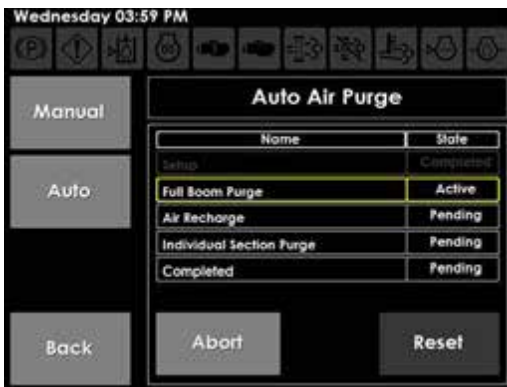 Wednesday 03:59 PM
Manual
Auto Air Purge
Name State
Setup Completed
Auto
Full Boom Purge Active
Air Recharge Pending
Individual Section Purge Pending
Completed Pending
Back
Abort
Reset